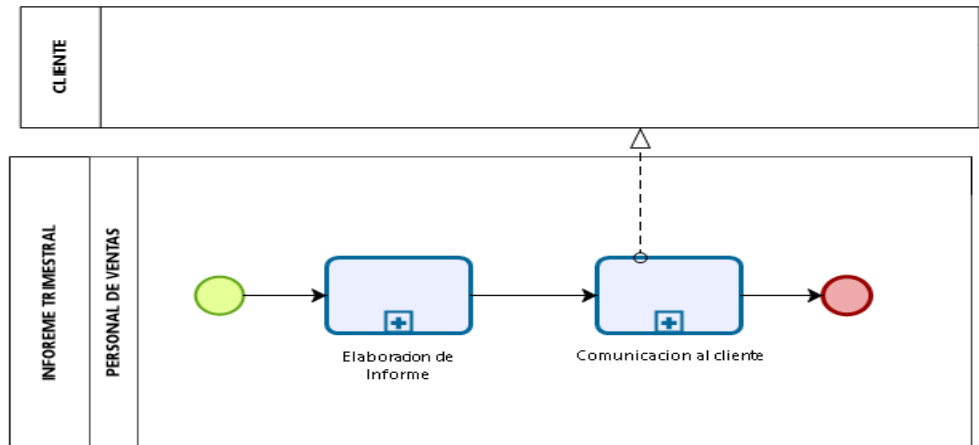 CLIENTE
INFOREME TRIMESTRAL
PERSONAL DE VENTAS
Elaboracion de
Informe
Comunicacion al cliente